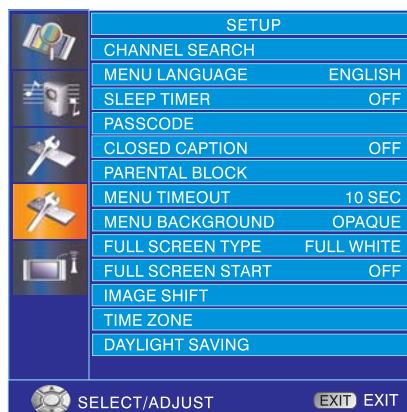 SETUP
CHANNEL SEARCH
MENU LANGUAGE ENGLISH
SLEEP TIMER OFF
PASSCODE
CLOSED CAPTION OFF
PARENTAL BLOCK
MENU TIMEOUT 10 SEC
MENU BACKGROUND OPAQUE
FULL SCREEN TYPE FULL WHITE
FULL SCREEN START OFF
IMAGE SHIFT
TIME ZONE
DAYLIGHT SAVING
SELECT/ADJUST EXIT EXIT